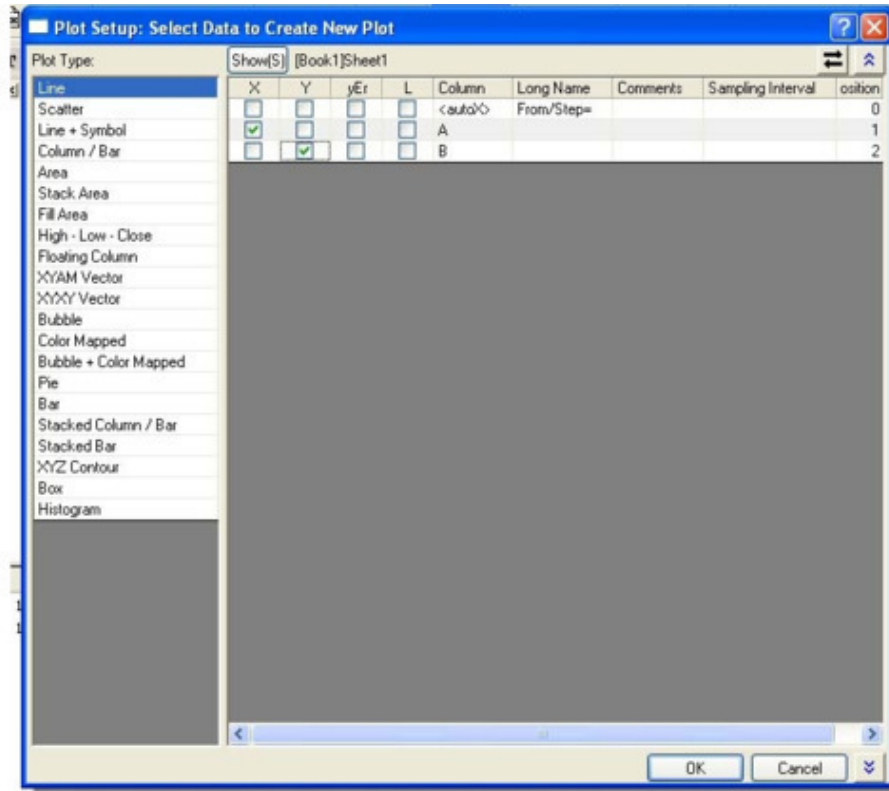 Plot Setup: Select Data to Create New Plot
Plot Type:
Show(S) [Book1]Sheet1
X Y yEr L Column Long Name Comments Sampling Interval osition
<autoX> From/Step= 0
A 1
B 2
Line
Scatter
Line + Symbol
Column / Bar
Area
Stack Area
Fill Area
High - Low - Close
Floating Column
XYAM Vector
XYXY Vector
Bubble
Color Mapped
Bubble + Color Mapped
Pie
Bar
Stacked Column / Bar
Stacked Bar
XYZ Contour
Box
Histogram
OK Cancel